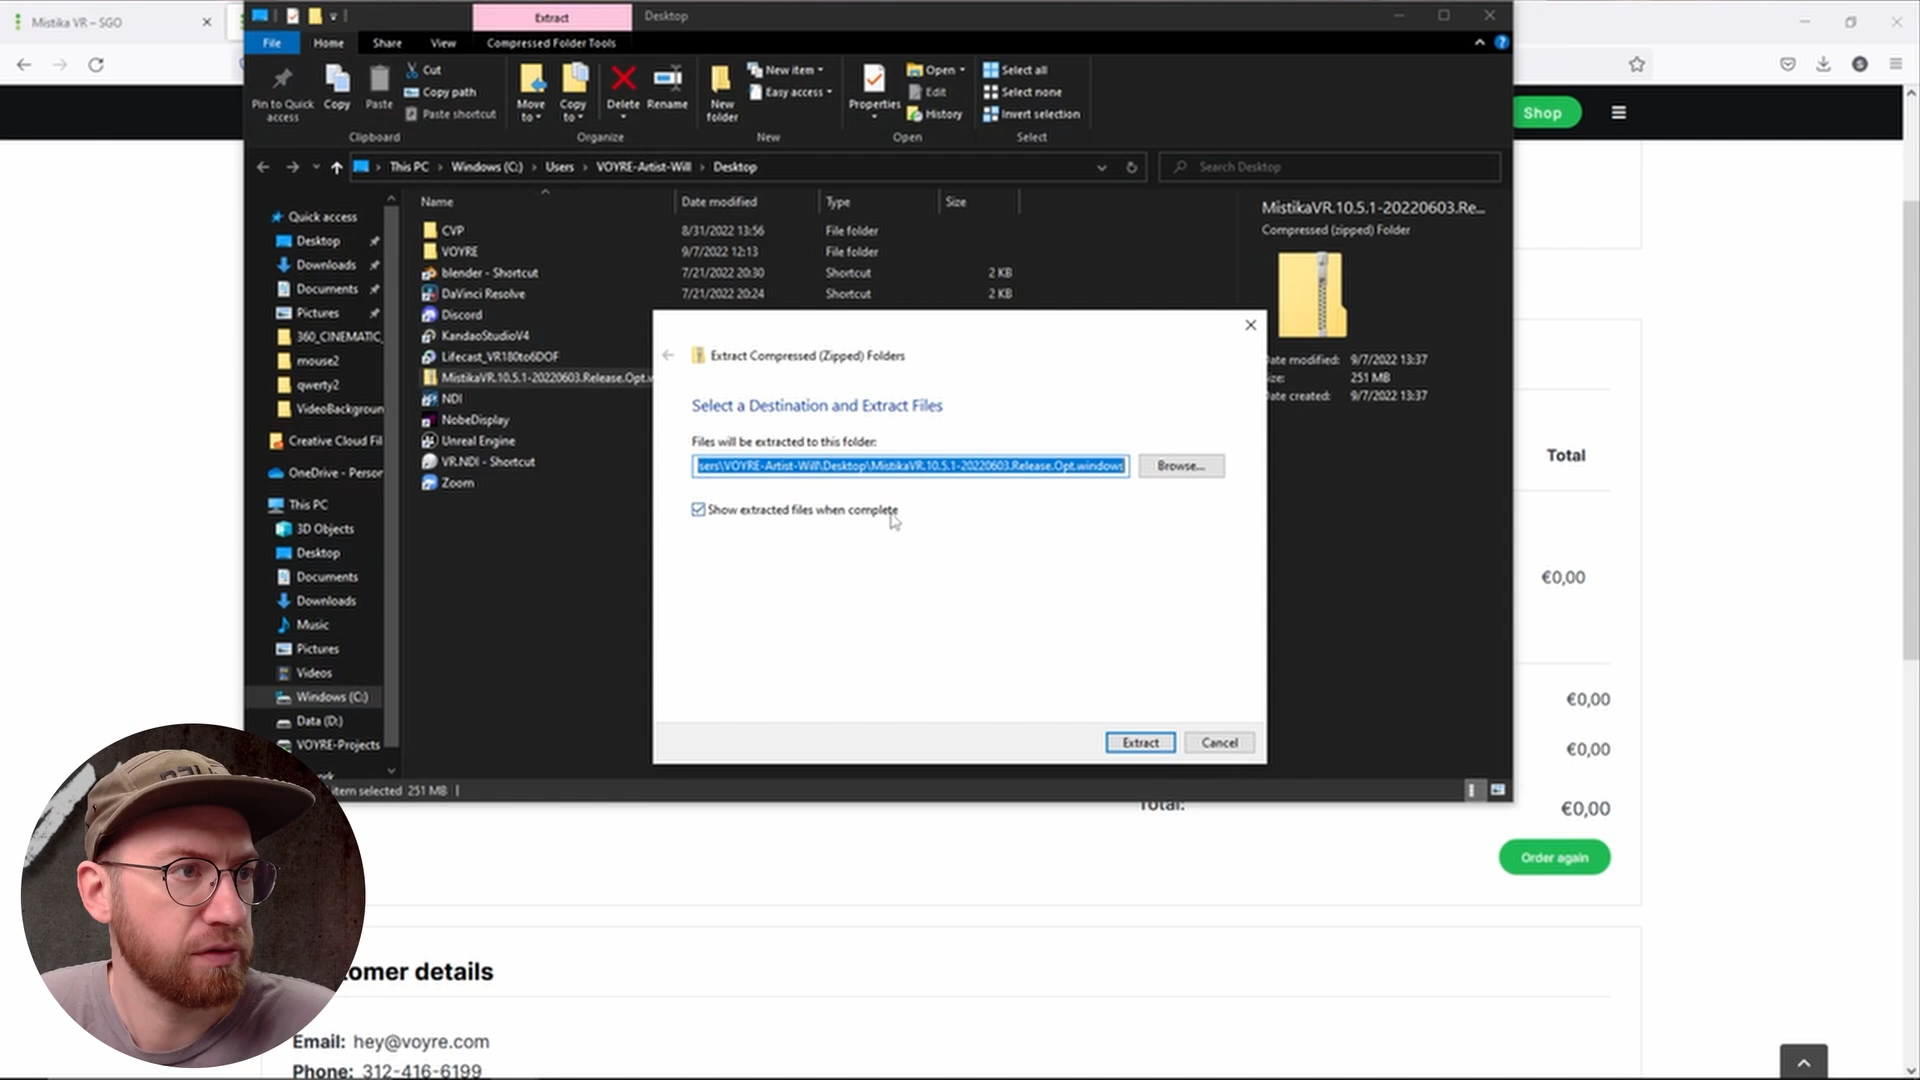 Mistika VR – SGO
Extract
Desktop
File
Home
Share
View
Compressed Folder Tools
Pin to Quick access
Copy
Paste
Cut
Copy path
Paste shortcut
Move to
Copy to
Delete
Rename
New folder
New item
Easy access
Properties
Open
Edit
History
Select all
Select none
Invert selection
Clipboard
Organize
New
Open
Select
Shop
This PC
Windows (C:)
Users
VOYRE-Artist-Will
Desktop
Search Desktop
Name
Date modified
Type
Size
CVP 8/31/2022 13:56 File folder
VOYRE 9/7/2022 12:13 File folder
blender - Shortcut 7/21/2022 20:30 Shortcut 2 KB
DaVinci Resolve 7/21/2022 20:24 Shortcut 2 KB
Discord
KandaoStudioV4
Lifecast_VR180to6DOF
MistikaVR.10.5.1-20220603.Release.Opt.w
NDI
NobeDisplay
Unreal Engine
VR.NDI - Shortcut
Zoom
Quick access
Desktop
Downloads
Documents
Pictures
360_CINEMATIC_
mouse2
qwerty2
VideoBackgroun
Creative Cloud Fil
OneDrive - Person
This PC
3D Objects
Desktop
Documents
Downloads
Music
Pictures
Videos
Windows (C:)
Data (D:)
VOYRE-Projects
item selected 251 MB
MistikaVR.10.5.1-20220603.Re...
Compressed (zipped) Folder
Date modified: 9/7/2022 13:37
Size: 251 MB
Date created: 9/7/2022 13:37
Extract Compressed (Zipped) Folders
Select a Destination and Extract Files
Files will be extracted to this folder:
sers\VOYRE-Artist-Will\Desktop\MistikaVR.10.5.1-20220603.Release.Opt.windows
Browse...
Show extracted files when complete
Extract
Cancel
Total
€0,00
€0,00
€0,00
Total: €0,00
Order again
tomer details
Email: hey@voyre.com
Phone: 312-416-6199